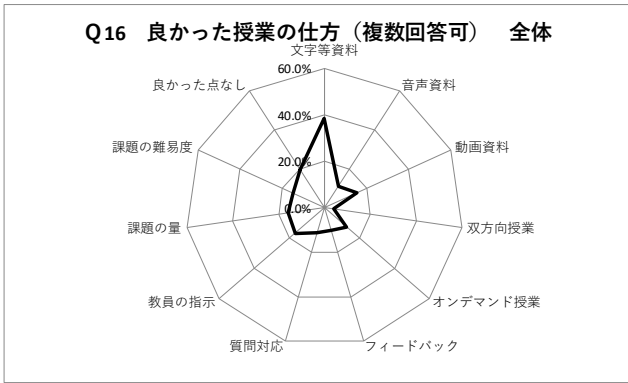 Q16 良かった授業の仕方（複数回答可） 全体
文字等資料
60.0%
良かった点なし
音声資料
40.0%
課題の難易度
動画資料
20.0%
0.0%
課題の量
双方向授業
教員の指示
オンデマンド授業
質問対応
フィードバック